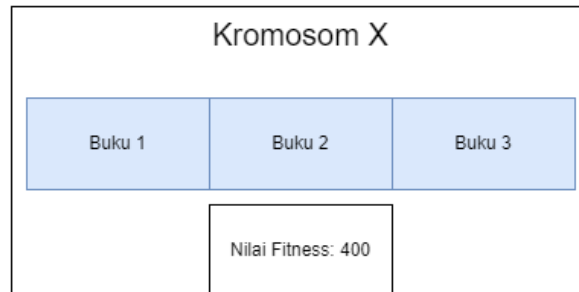 Kromosom X
Buku 1
Buku 2
Buku 3
Nilai Fitness: 400